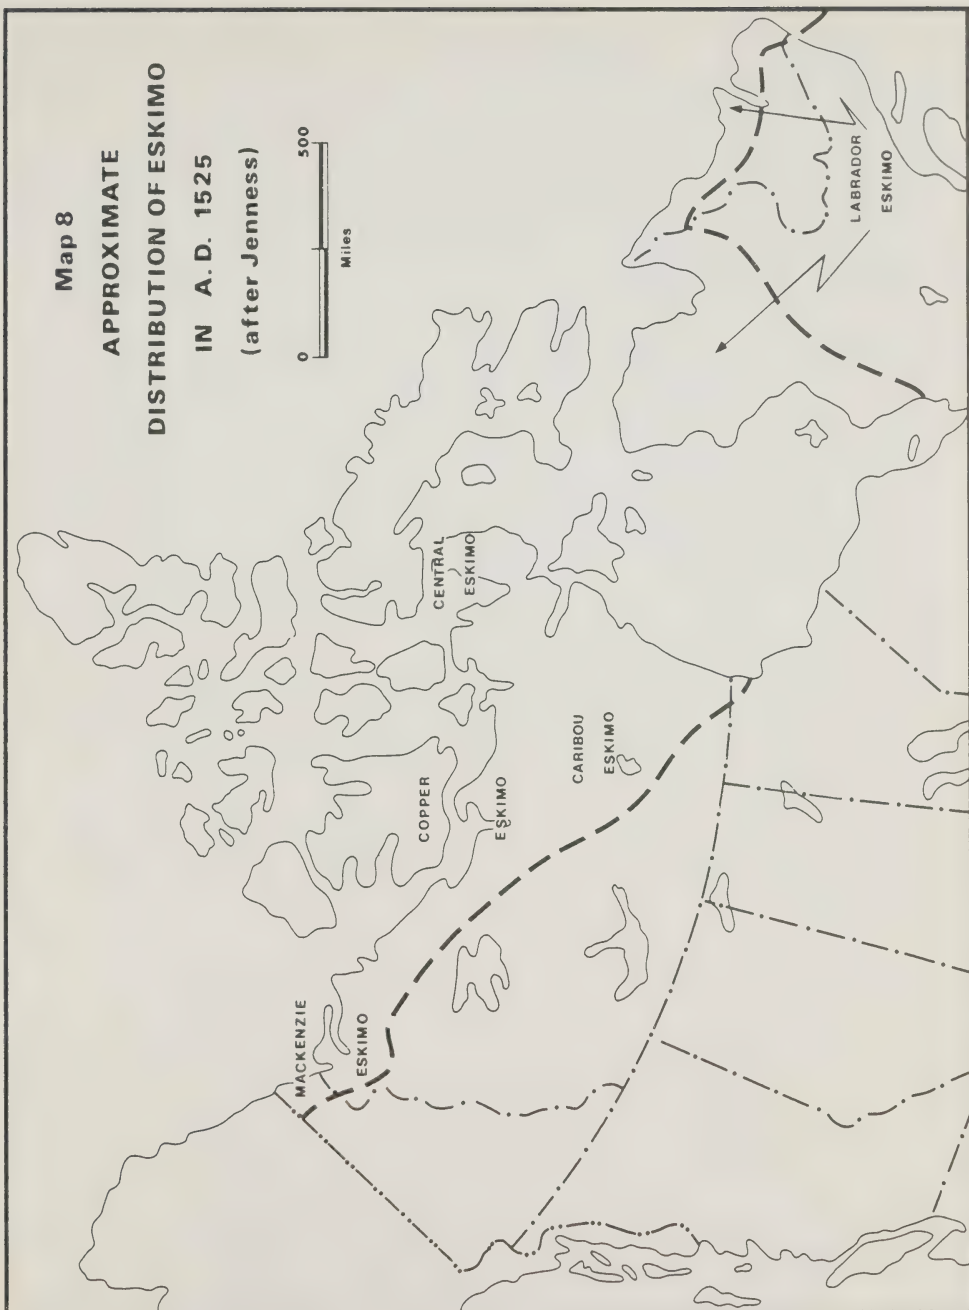 Map 8
APPROXIMATE
DISTRIBUTION OF ESKIMO
IN A.D. 1525
(after Jenness)
0 500
Miles
MACKENZIE
ESKIMO
COPPER
ESKIMO
CENTRAL
ESKIMO
CARIBOU
ESKIMO
LABRADOR
ESKIMO